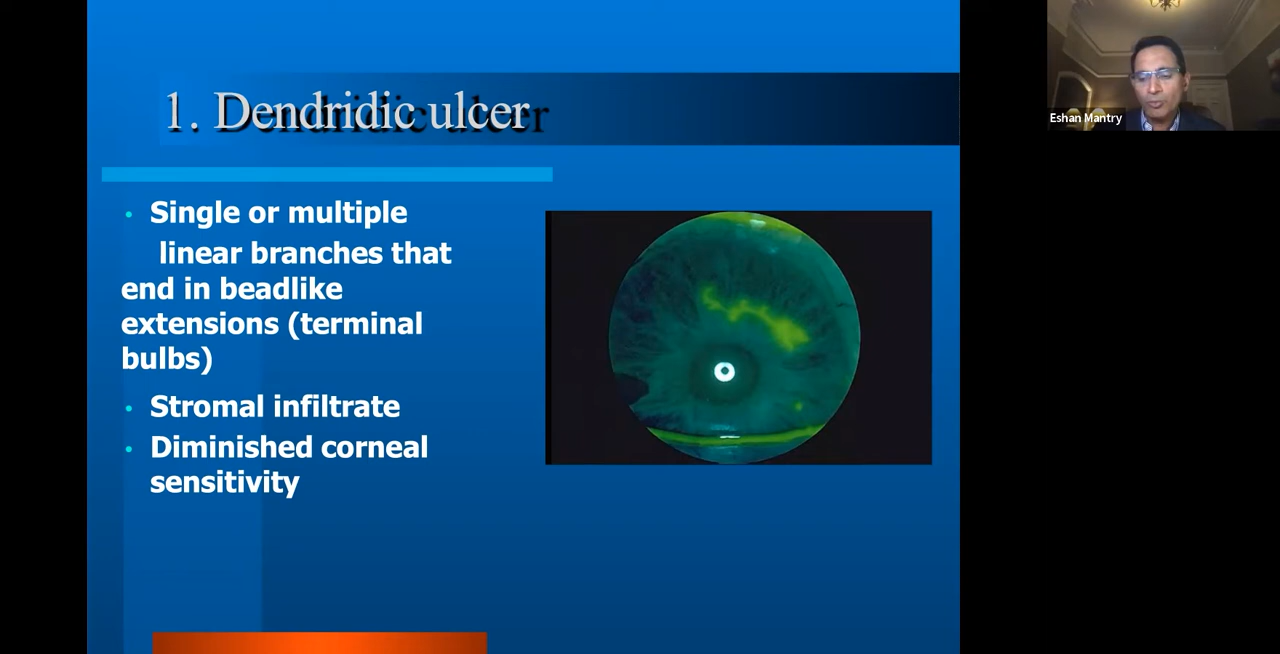 1. Dendridic ulcer
• Single or multiple
linear branches that
end in beadlike
extensions (terminal
bulbs)
• Stromal infiltrate
• Diminished corneal
sensitivity
Eshan Mantry